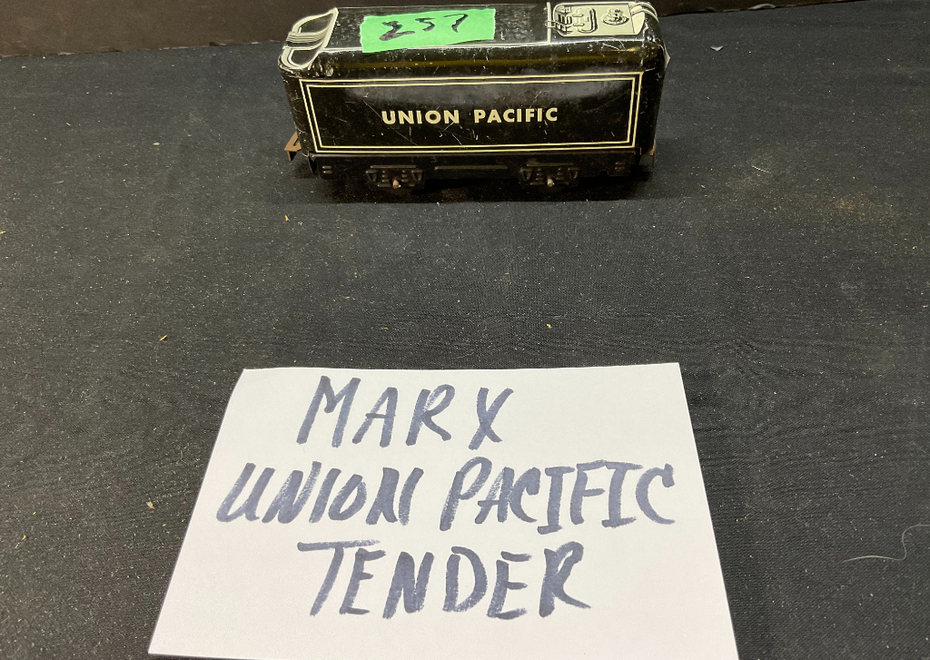 257
UNION PACIFIC
MARX
UNION PACIFIC
TENDER